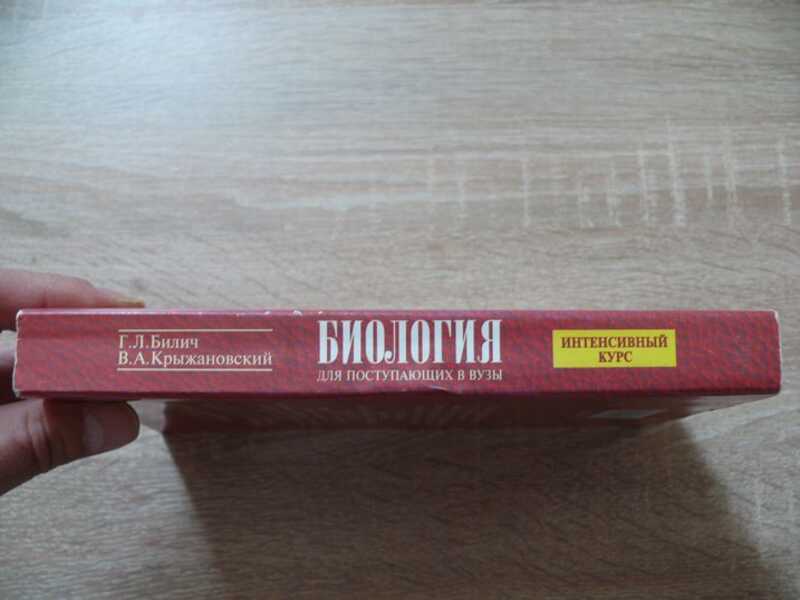 Г.Л.Билич
В.А.Крыжановский
БИОЛОГИЯ
ДЛЯ ПОСТУПАЮЩИХ В ВУЗЫ
ИНТЕНСИВНЫЙ
КУРС